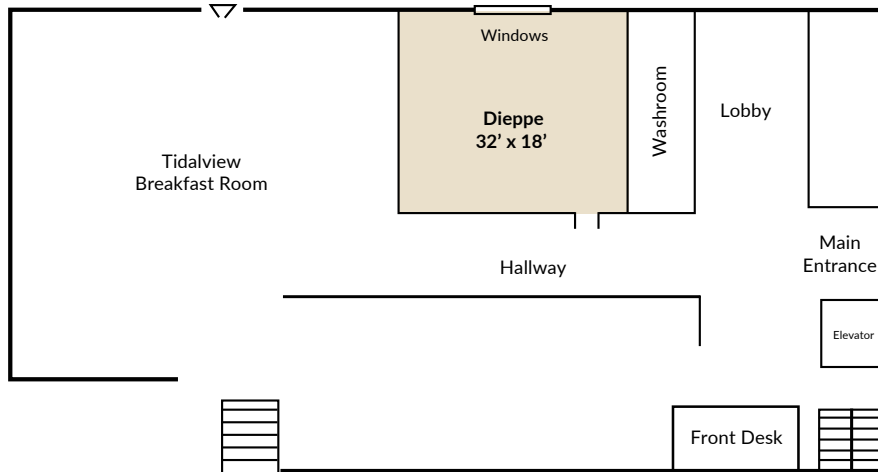 Windows
Dieppe
32’ x 18’
Washroom
Lobby
Tidalview
Breakfast Room
Hallway
Main
Entrance
Elevator
Front Desk